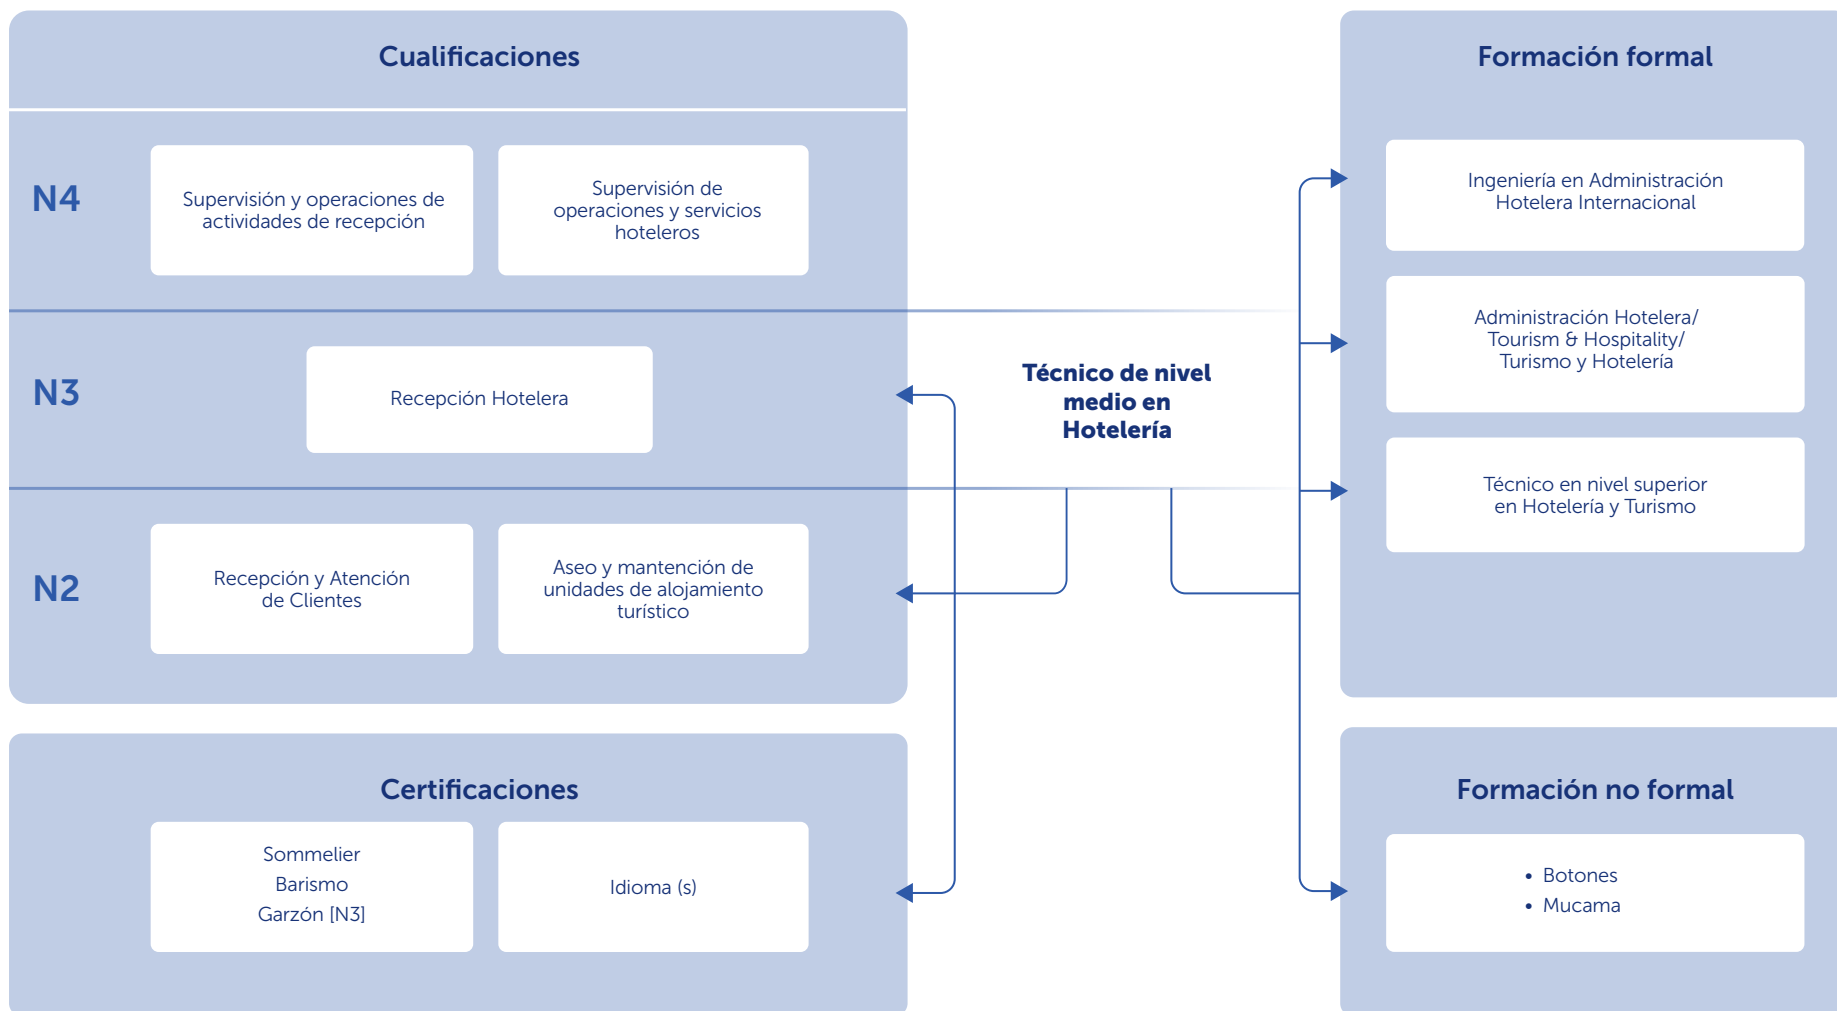 Cualificaciones
N4
Supervisión y operaciones de
actividades de recepción
Supervisión de
operaciones y servicios
hoteleros
N3
Recepción Hotelera
N2
Recepción y Atención
de Clientes
Aseo y mantención de
unidades de alojamiento
turístico
Certificaciones
Sommelier
Barismo
Garzón [N3]
Idioma (s)
Técnico de nivel
medio en
Hotelería
Formación formal
Ingeniería en Administración
Hotelera Internacional
Administración Hotelera/
Tourism & Hospitality/
Turismo y Hotelería
Técnico en nivel superior
en Hotelería y Turismo
Formación no formal
• Botones
• Mucama